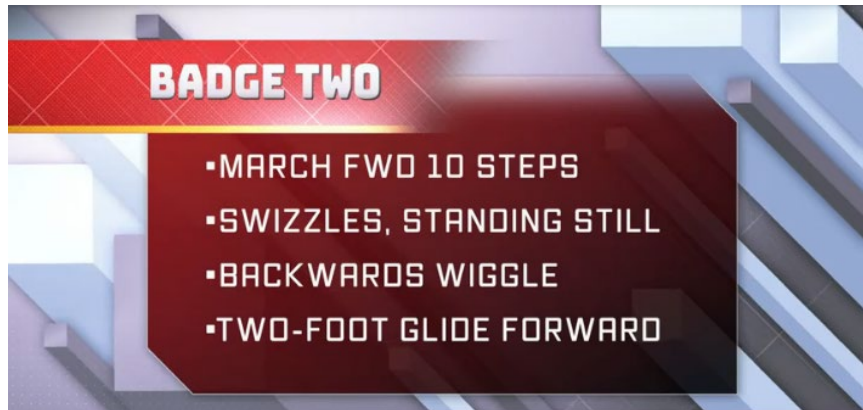 BADGE TWO
▪MARCH FWD 10 STEPS
▪SWIZZLES, STANDING STILL
▪BACKWARDS WIGGLE
▪TWO-FOOT GLIDE FORWARD